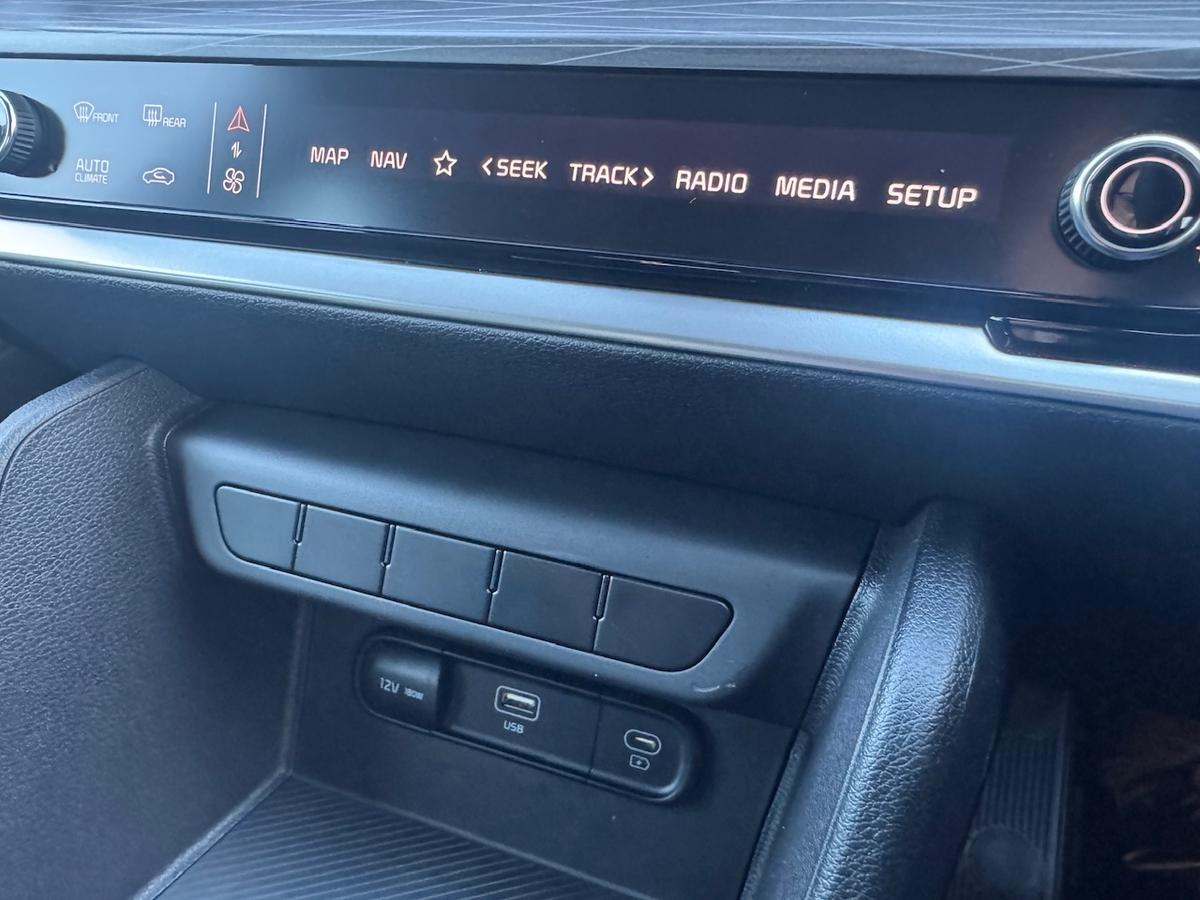 FRONT
REAR
AUTO
CLIMATE
MAP NAV ☆ <SEEK TRACK> RADIO MEDIA SETUP
12V 180W
USB